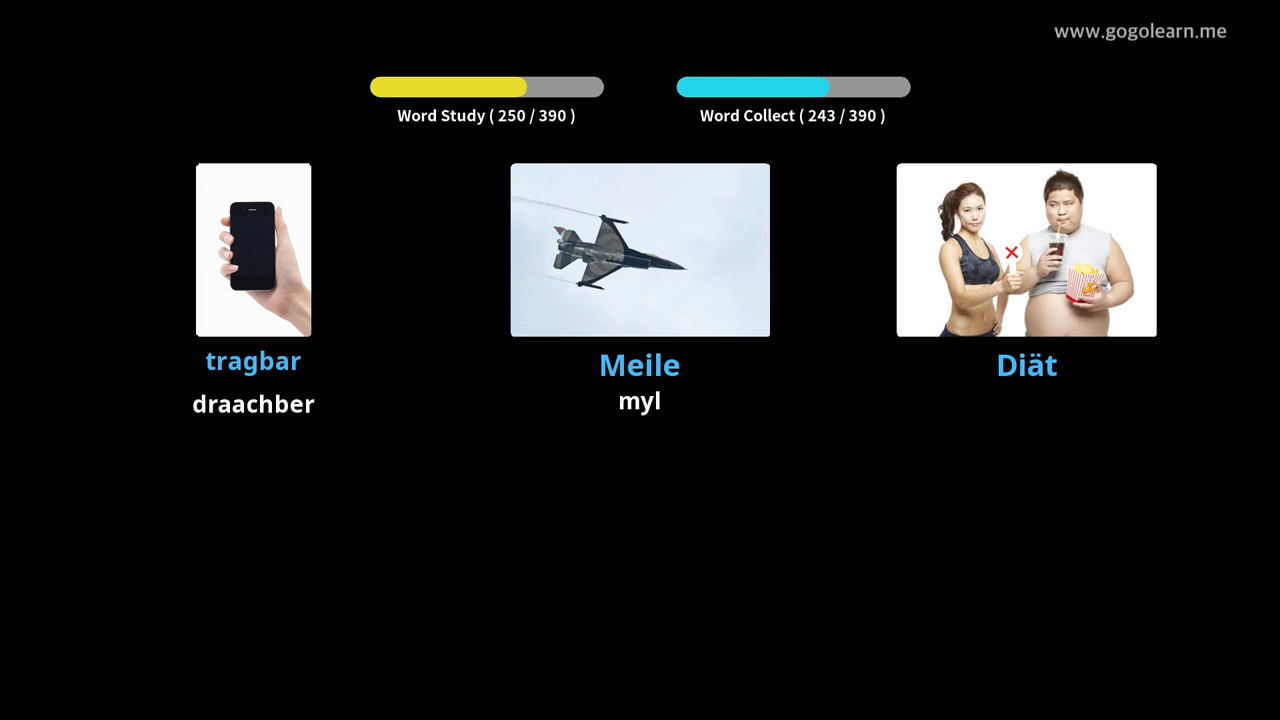 www.gogolearn.me
Word Study ( 250 / 390 )
Word Collect ( 243 / 390 )
tragbar
draachber
Meile
myl
Diät